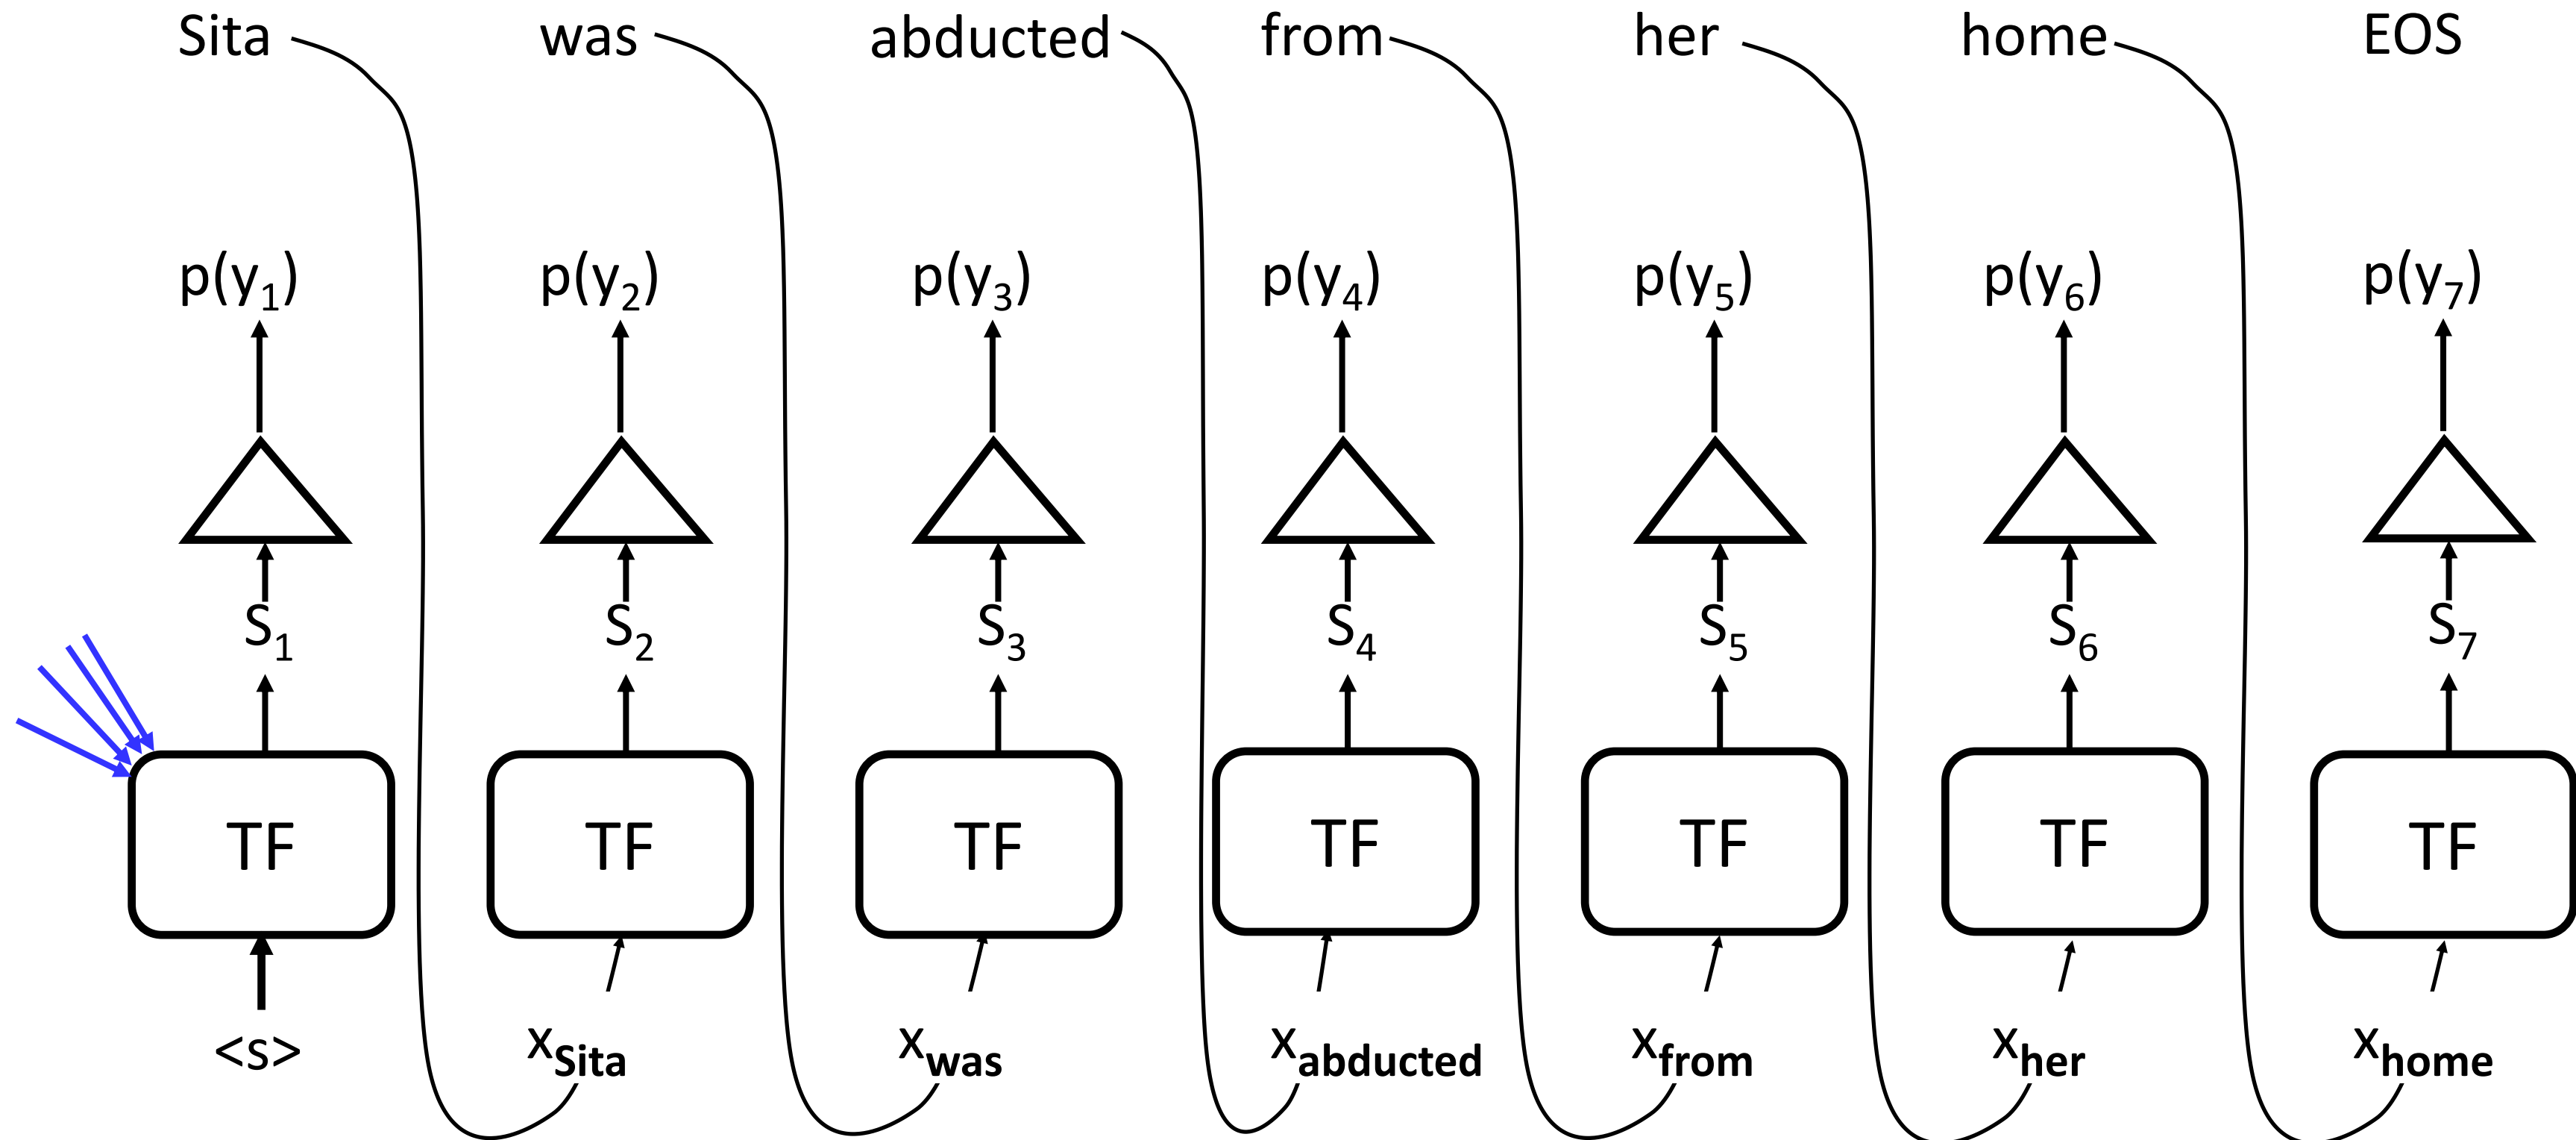 Sita was abducted from her home EOS
p(y₁) p(y₂) p(y₃) p(y₄) p(y₅) p(y₆) p(y₇)
S₁ S₂ S₃ S₄ S₅ S₆ S₇
TF TF TF TF TF TF TF
<s> xSita xwas xabducted xfrom xher xhome